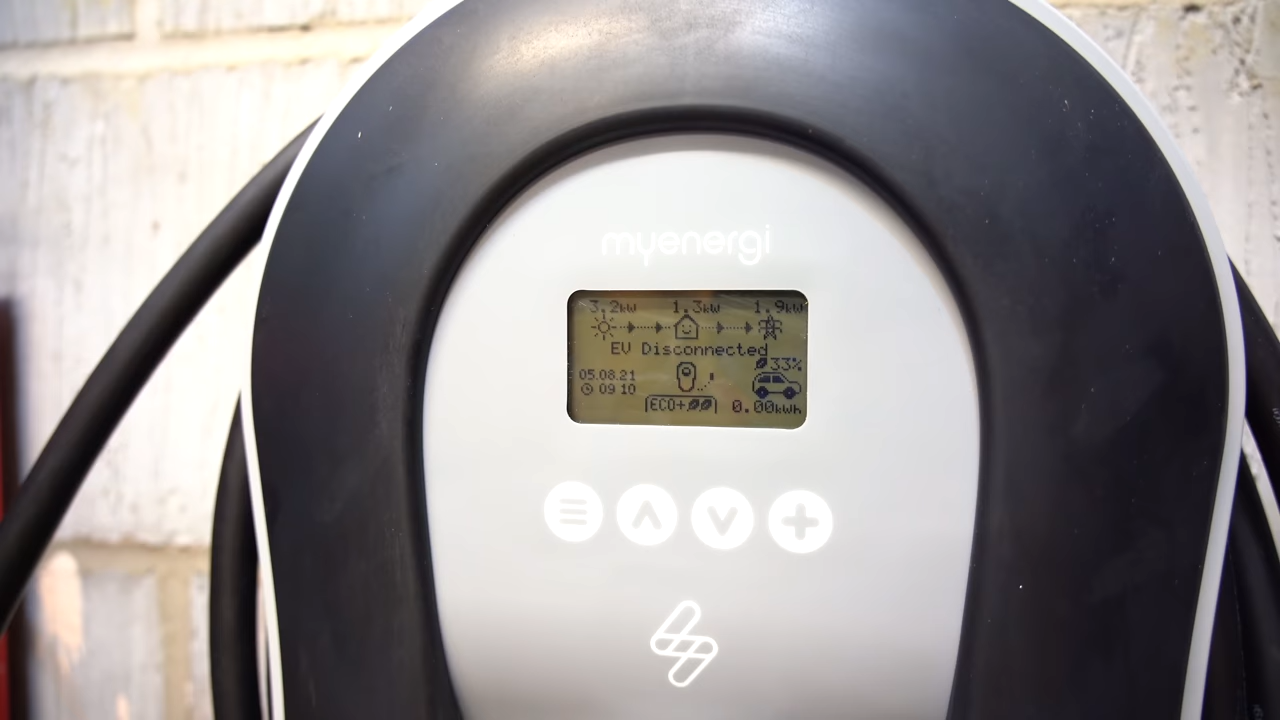 myenergi
3.2kW 1.3kW 1.9kW
EV Disconnected
33%
05.08.21
09 10
ECO+
0.00kWh